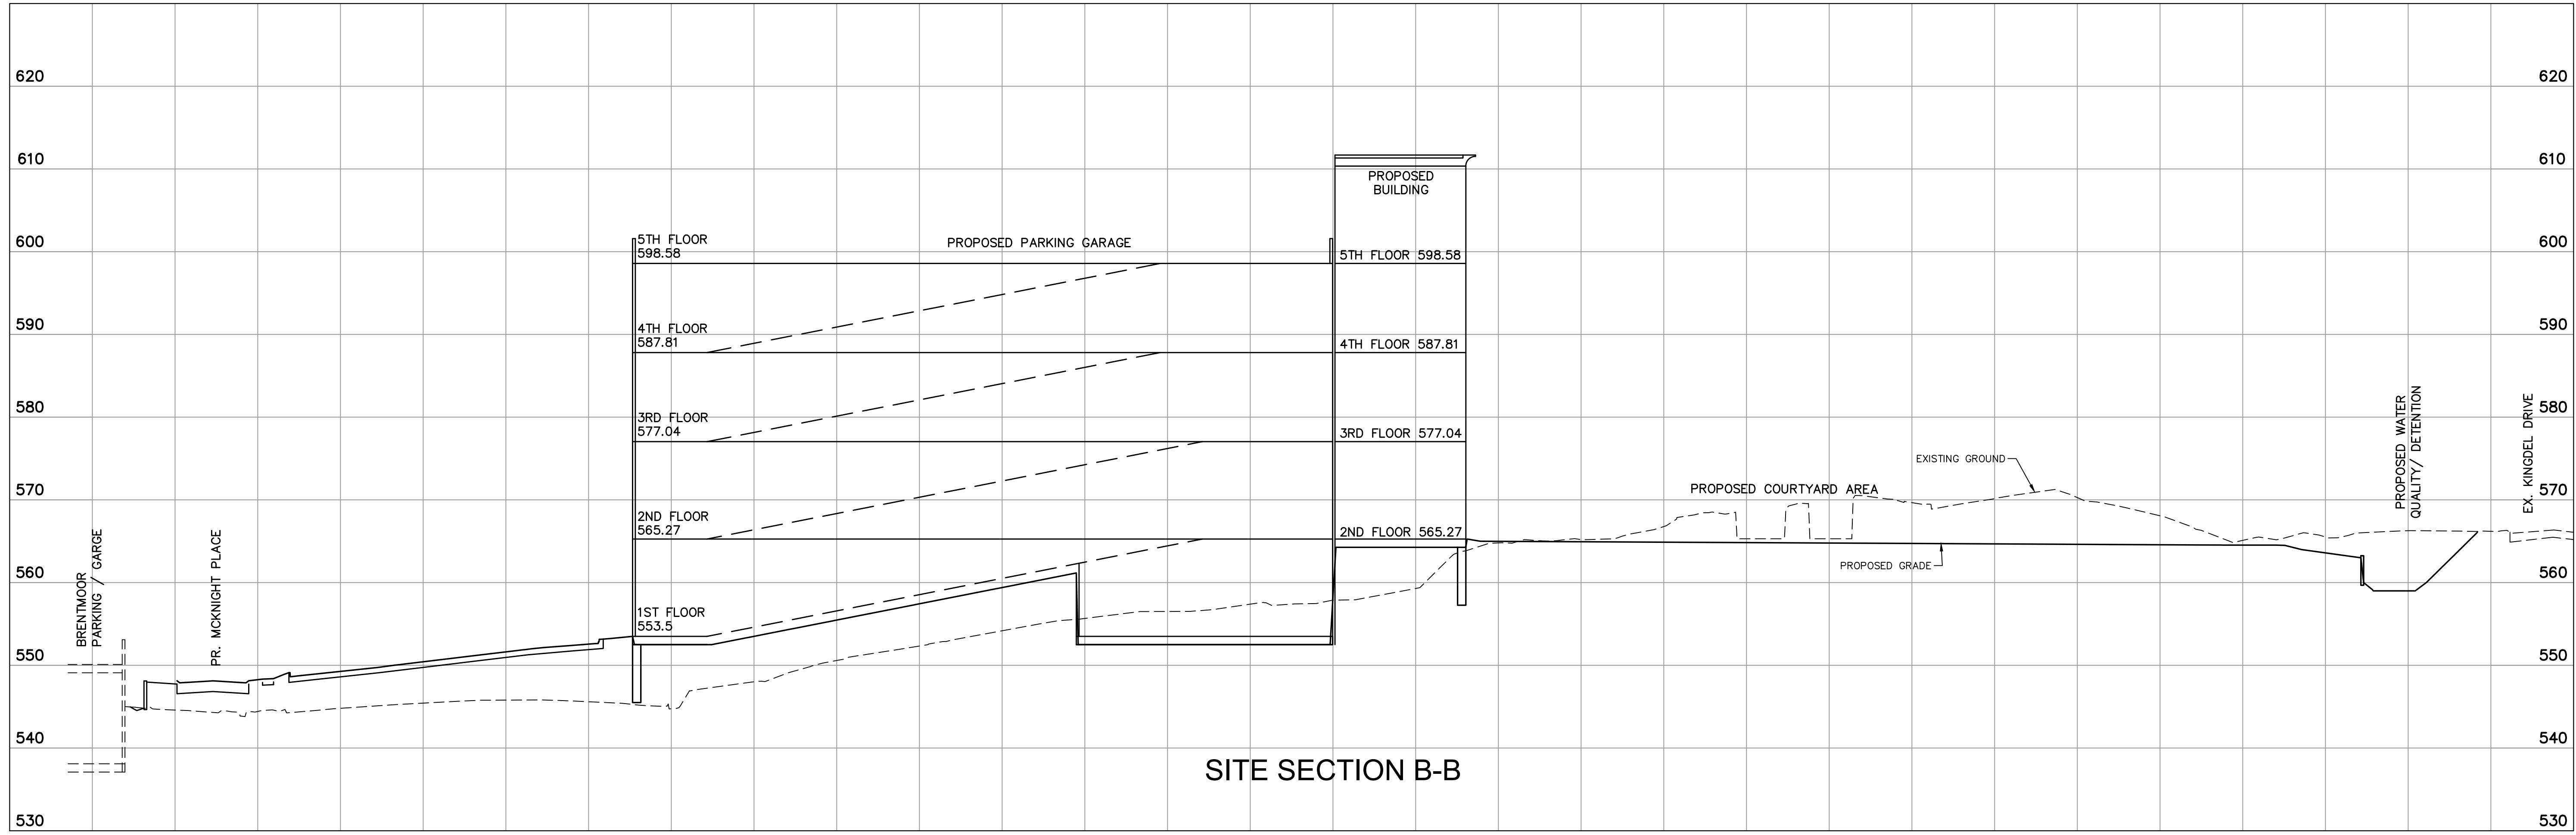 620
620
610
610
PROPOSED
BUILDING
600
5TH FLOOR
598.58
PROPOSED PARKING GARAGE
5TH FLOOR 598.58
600
590
4TH FLOOR
587.81
4TH FLOOR 587.81
590
580
3RD FLOOR
577.04
3RD FLOOR 577.04
580
EXISTING GROUND
570
PROPOSED COURTYARD AREA
570
PROPOSED WATER
QUALITY/ DETENTION
EX. KINGDEL DRIVE
2ND FLOOR
565.27
2ND FLOOR 565.27
PROPOSED GRADE
560
BRENTMOOR
PARKING / GARGE
PR. MCKNIGHT PLACE
560
1ST FLOOR
553.5
550
550
540
540
SITE SECTION B-B
530
530